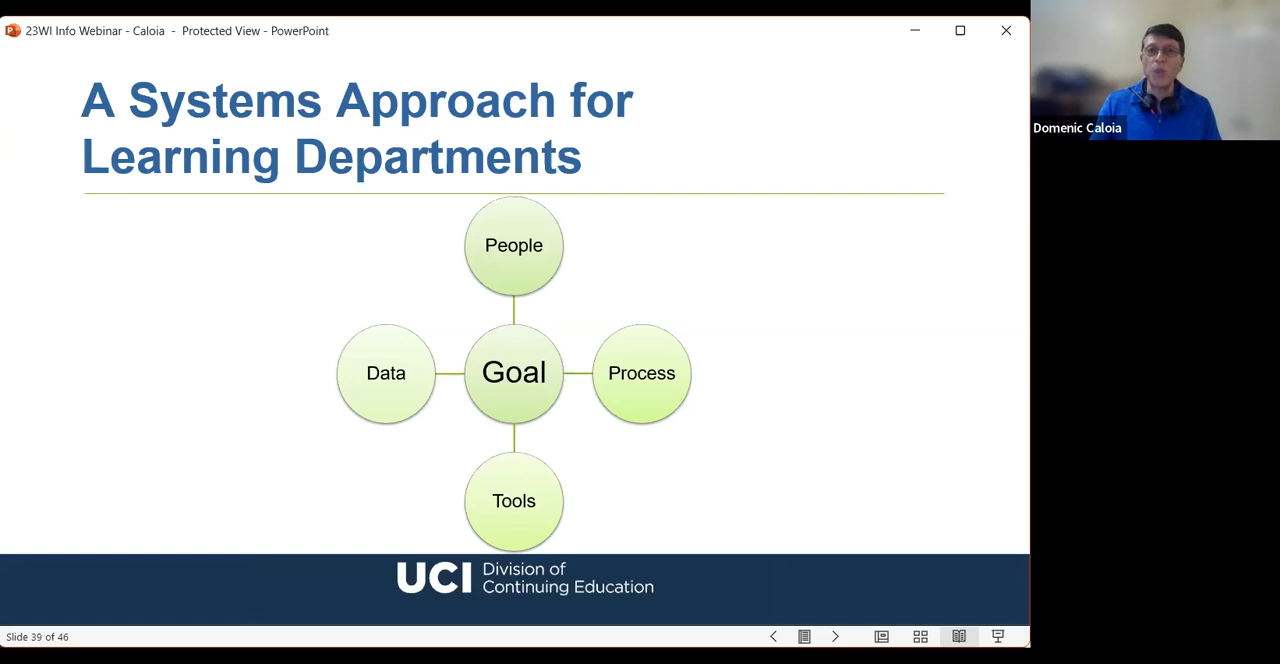 23WI Info Webinar - Caloia - Protected View - PowerPoint
A Systems Approach for
Learning Departments
People
Data
Goal
Process
Tools
UCI
Division of
Continuing Education
Slide 39 of 46
Domenic Caloia